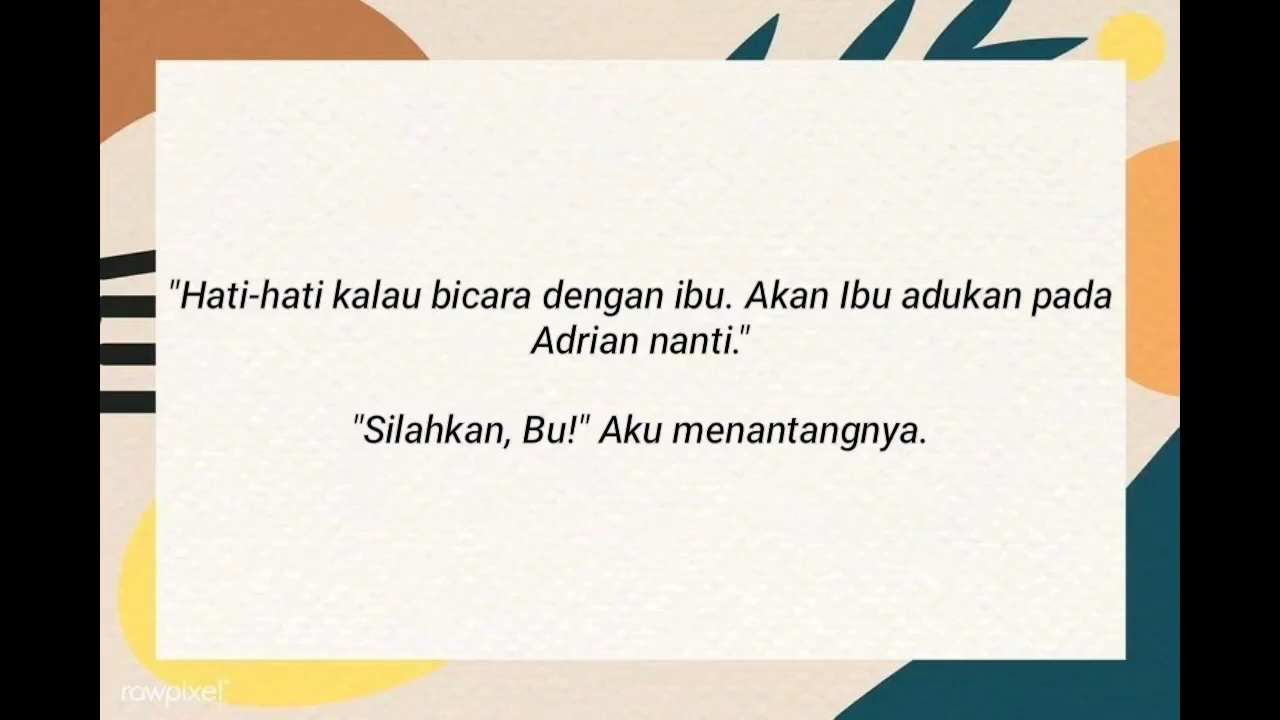 "Hati-hati kalau bicara dengan ibu. Akan Ibu adukan pada
Adrian nanti."
"Silahkan, Bu!" Aku menantangnya.
rawpixel